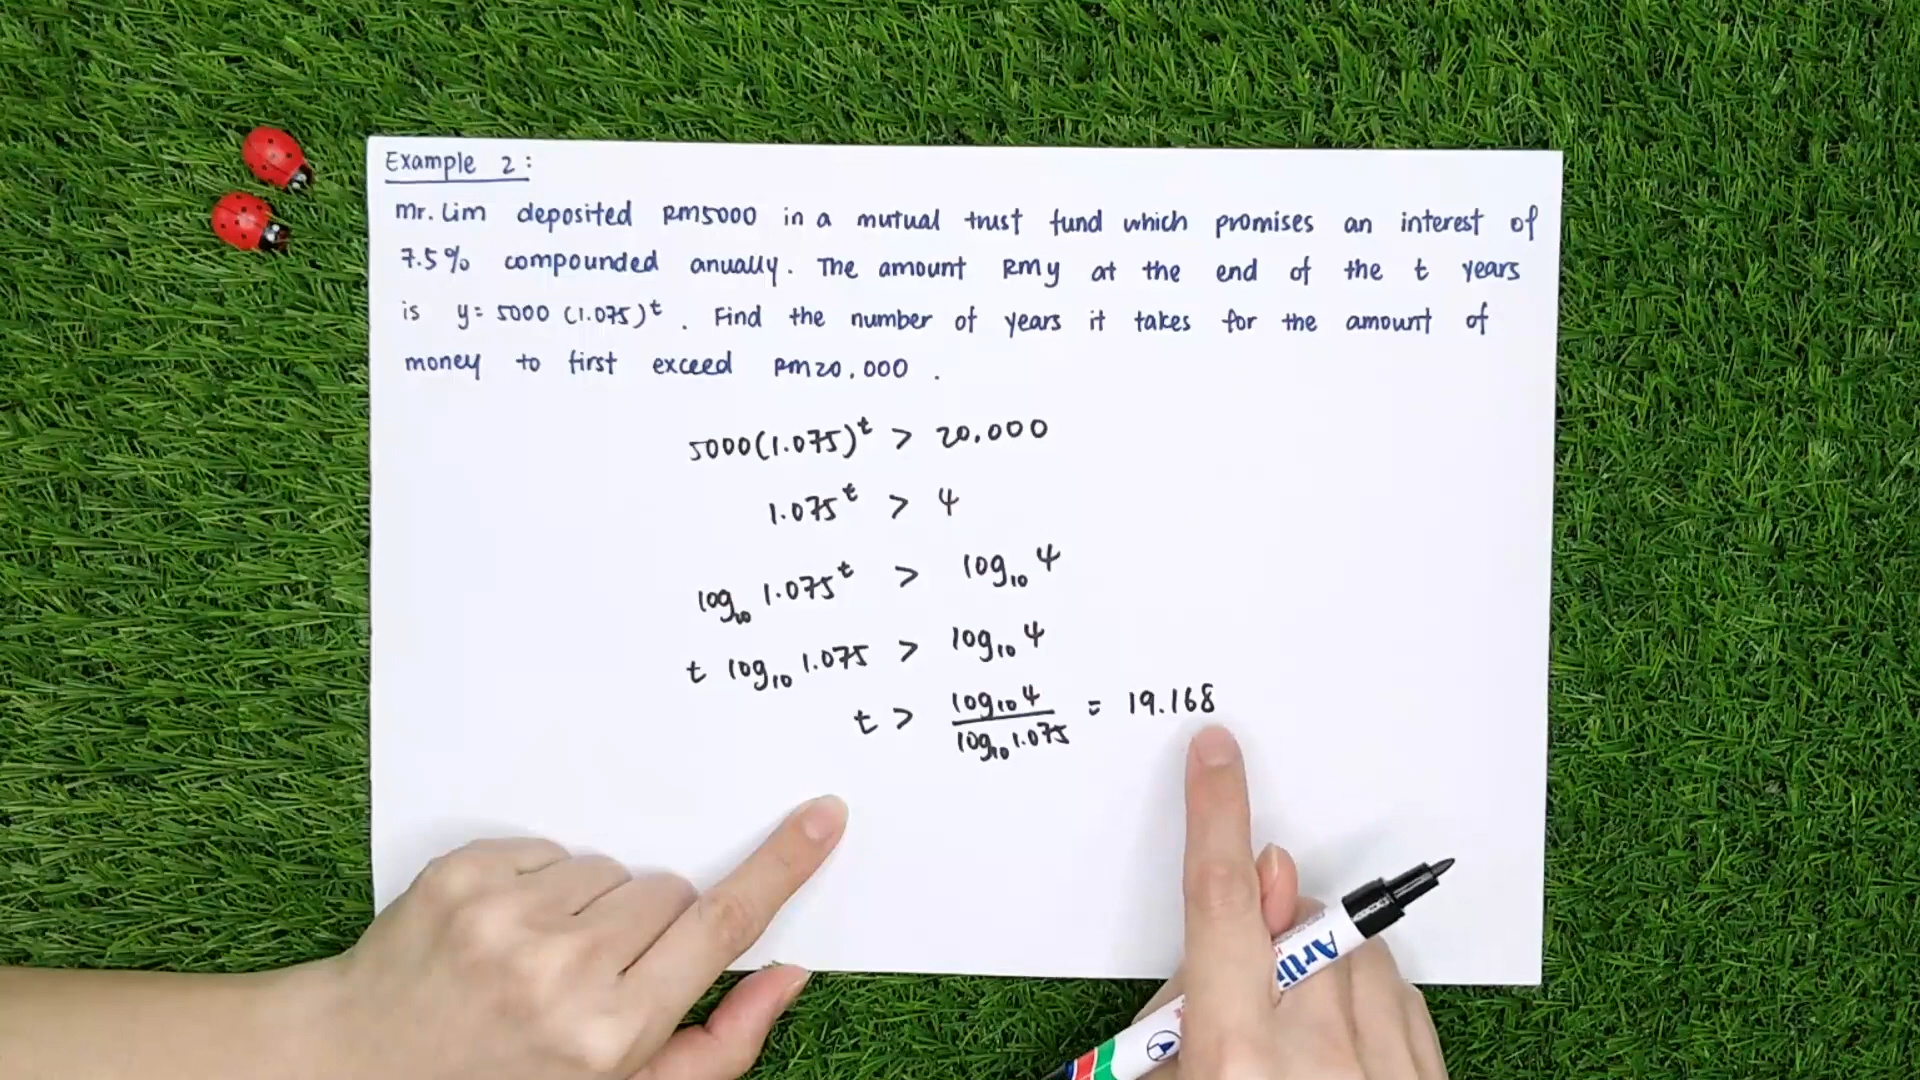 Example 2:
Mr. Lim deposited RM5000 in a mutual trust fund which promises an interest of
7.5% compounded anually. The amount RMy at the end of the t years
is y= 5000 (1.075)ᵗ. Find the number of years it takes for the amount of
money to first exceed RM20,000.
5000(1.075)ᵗ > 20,000
1.075ᵗ > 4
log₁₀ 1.075ᵗ > log₁₀ 4
t log₁₀ 1.075 > log₁₀ 4
t > log₁₀ 4 / log₁₀ 1.075 = 19.168